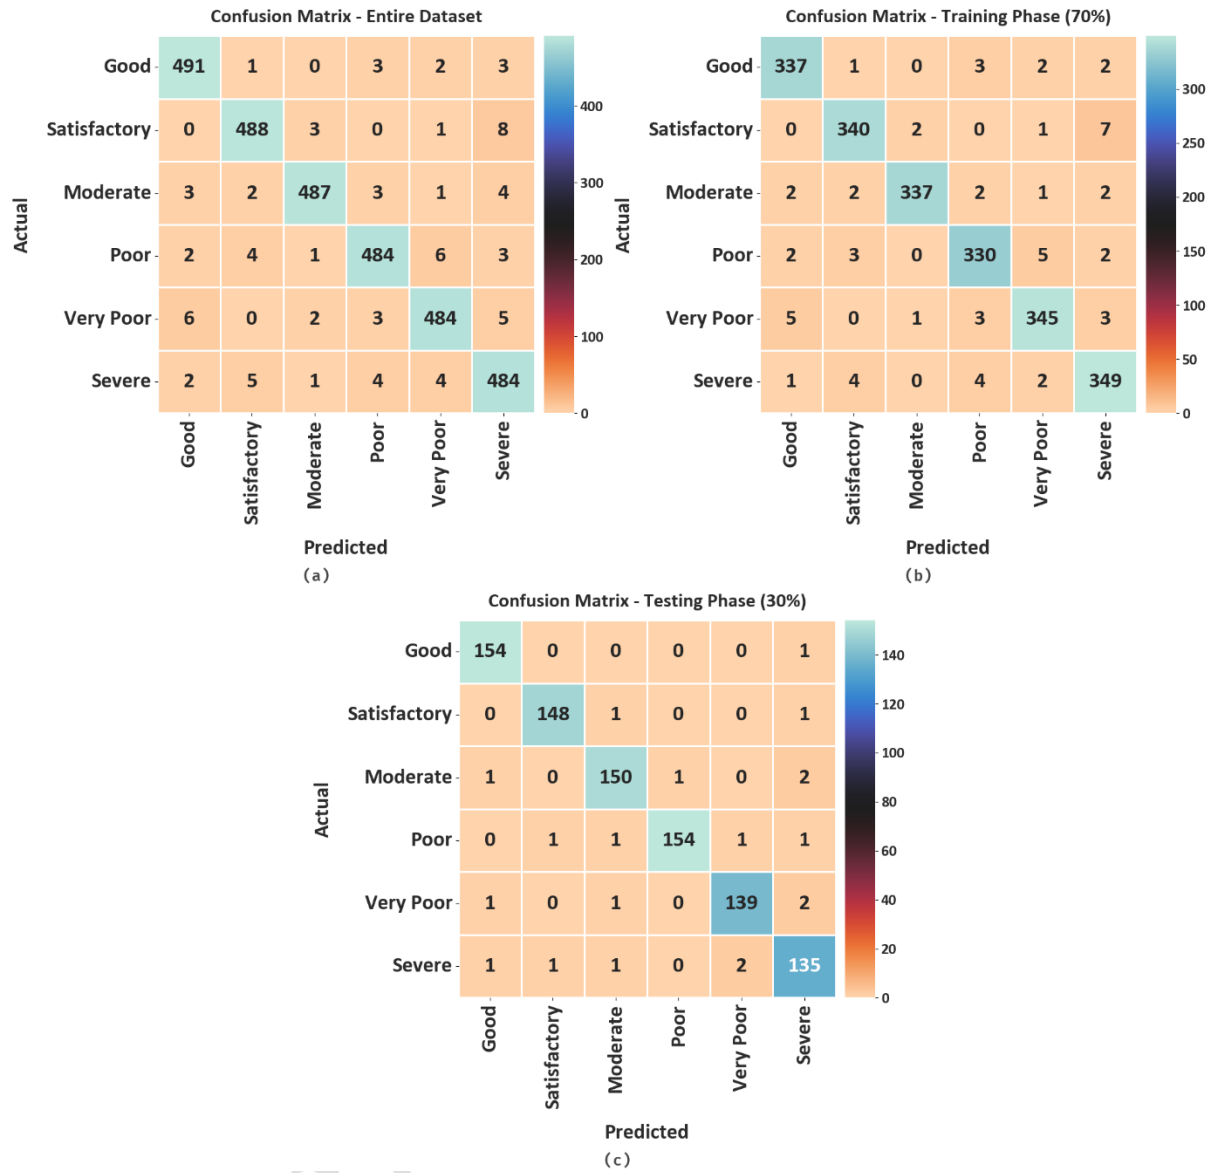 Confusion Matrix - Entire Dataset
Good 491 1 0 3 2 3
Satisfactory 0 488 3 0 1 8
Moderate 3 2 487 3 1 4
Poor 2 4 1 484 6 3
Very Poor 6 0 2 3 484 5
Severe 2 5 1 4 4 484
Good Satisfactory Moderate Poor Very Poor Severe
Actual
Predicted
400
300
200
100
0
(a)
Confusion Matrix - Training Phase (70%)
Good 337 1 0 3 2 2
Satisfactory 0 340 2 0 1 7
Moderate 2 2 337 2 1 2
Poor 2 3 0 330 5 2
Very Poor 5 0 1 3 345 3
Severe 1 4 0 4 2 349
Good Satisfactory Moderate Poor Very Poor Severe
Actual
Predicted
300
250
200
150
100
50
0
(b)
Confusion Matrix - Testing Phase (30%)
Good 154 0 0 0 0 1
Satisfactory 0 148 1 0 0 1
Moderate 1 0 150 1 0 2
Poor 0 1 1 154 1 1
Very Poor 1 0 1 0 139 2
Severe 1 1 1 0 2 135
Good Satisfactory Moderate Poor Very Poor Severe
Actual
Predicted
140
120
100
80
60
40
20
0
(c)